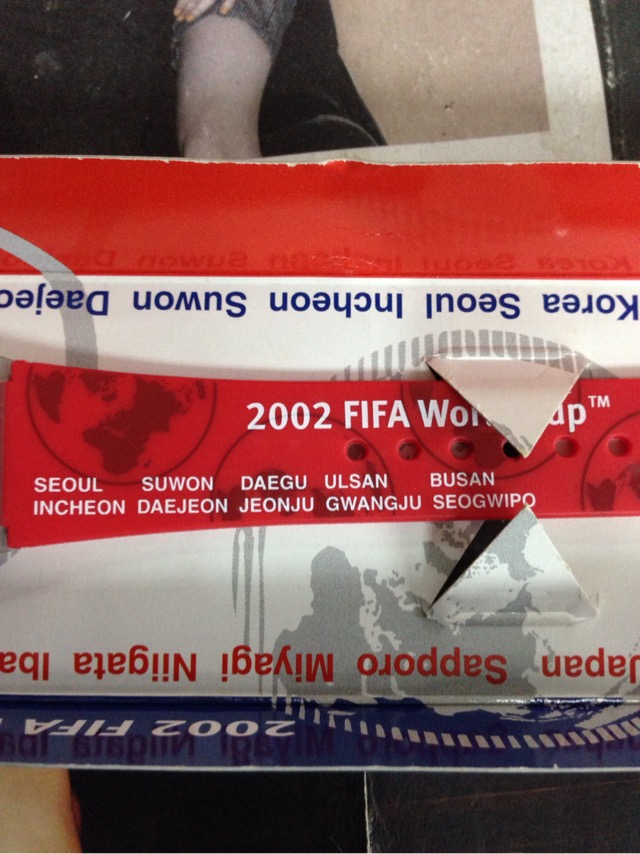 Korea Seoul Incheon Suwon Daejeo
2002 FIFA Wor up™
SEOUL SUWON DAEGU ULSAN BUSAN
INCHEON DAEJEON JEONJU GWANGJU SEOGWIPO
Japan Sapporo Miyagi Niigata Iba
2002 FIFA